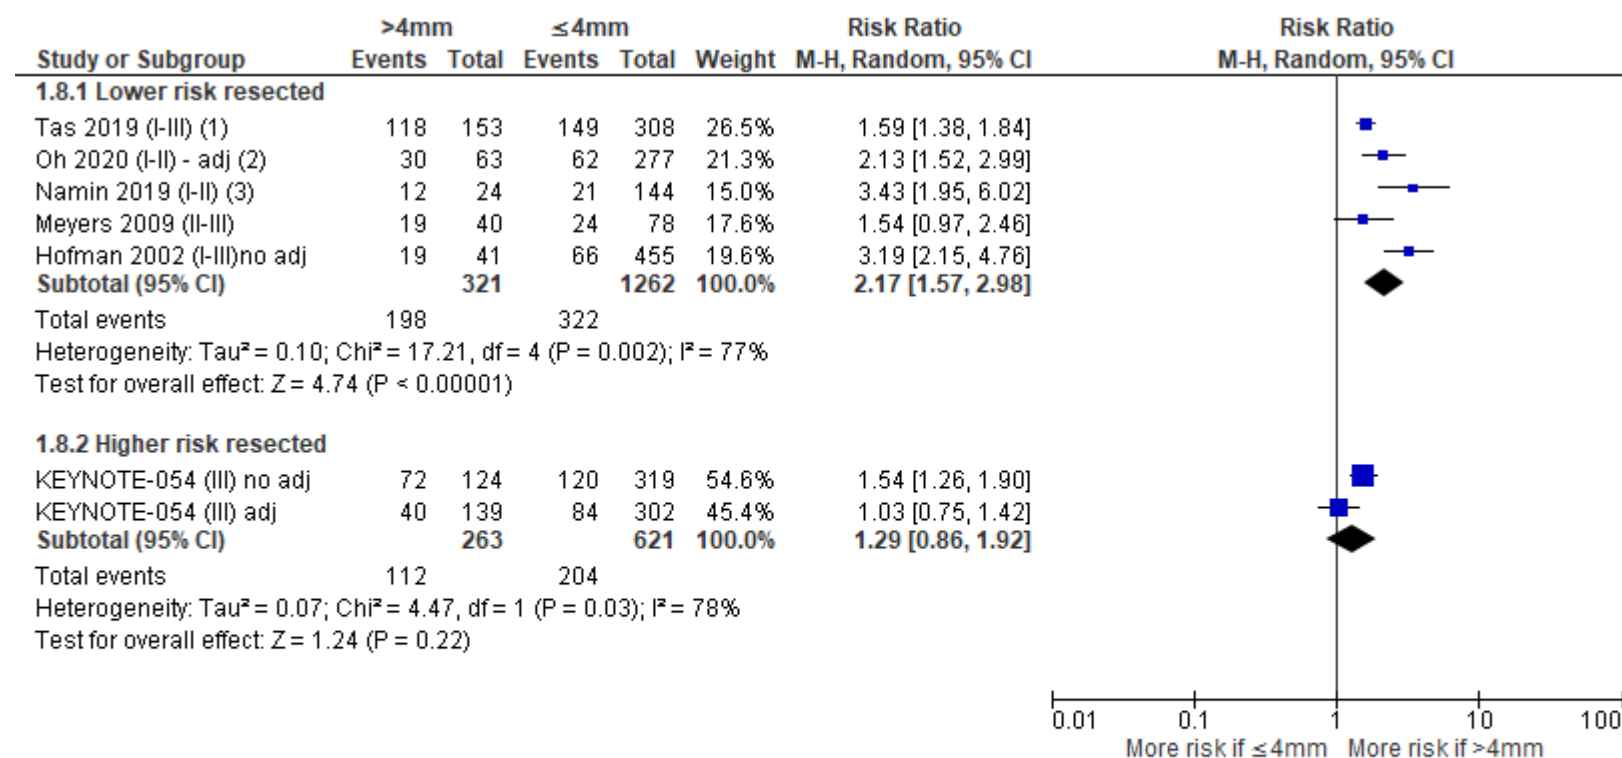 >4mm ≤4mm Risk Ratio Risk Ratio
Study or Subgroup Events Total Events Total Weight M-H, Random, 95% CI M-H, Random, 95% CI
1.8.1 Lower risk resected
Tas 2019 (I-III) (1) 118 153 149 308 26.5% 1.59 [1.38, 1.84]
Oh 2020 (I-II) - adj (2) 30 63 62 277 21.3% 2.13 [1.52, 2.99]
Namin 2019 (I-II) (3) 12 24 21 144 15.0% 3.43 [1.95, 6.02]
Meyers 2009 (II-III) 19 40 24 78 17.6% 1.54 [0.97, 2.46]
Hofman 2002 (I-III)no adj 19 41 66 455 19.6% 3.19 [2.15, 4.76]
Subtotal (95% CI) 321 1262 100.0% 2.17 [1.57, 2.98]
Total events 198 322
Heterogeneity: Tau² = 0.10; Chi² = 17.21, df = 4 (P = 0.002); I² = 77%
Test for overall effect: Z = 4.74 (P < 0.00001)
1.8.2 Higher risk resected
KEYNOTE-054 (III) no adj 72 124 120 319 54.6% 1.54 [1.26, 1.90]
KEYNOTE-054 (III) adj 40 139 84 302 45.4% 1.03 [0.75, 1.42]
Subtotal (95% CI) 263 621 100.0% 1.29 [0.86, 1.92]
Total events 112 204
Heterogeneity: Tau² = 0.07; Chi² = 4.47, df = 1 (P = 0.03); I² = 78%
Test for overall effect: Z = 1.24 (P = 0.22)
0.01 0.1 1 10 100
More risk if ≤4mm More risk if >4mm